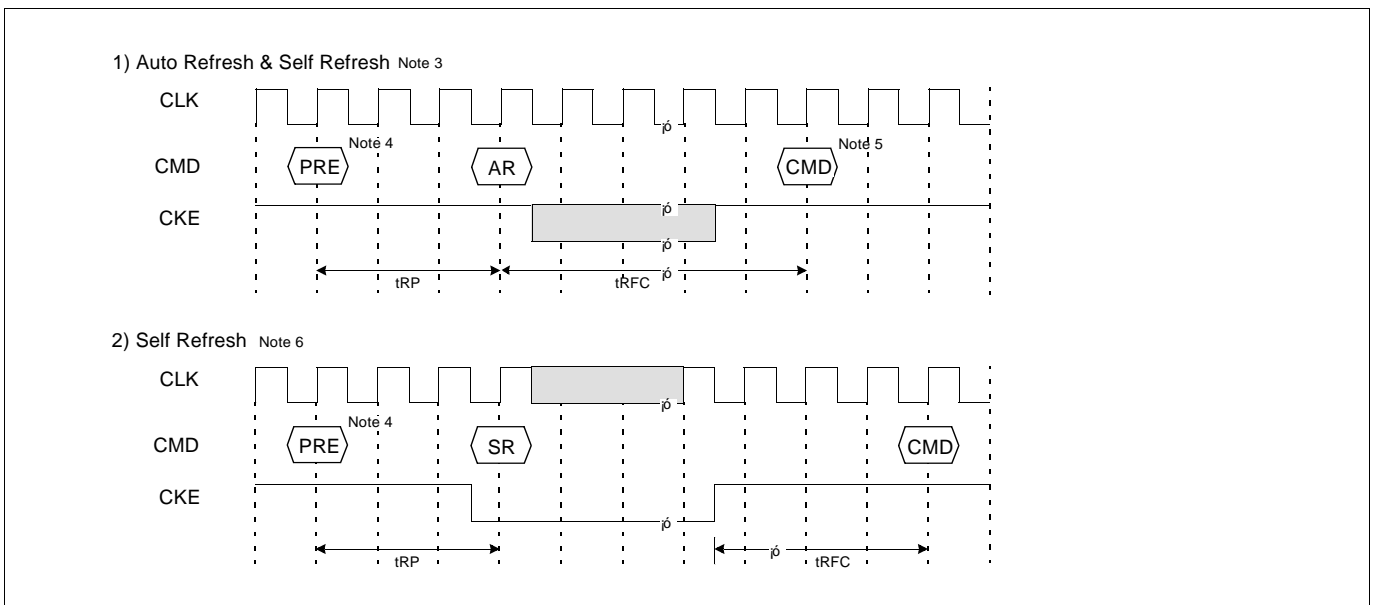 1) Auto Refresh & Self Refresh Note 3
CLK
¡ó
CMD
PRE
Note 4
AR
CMD
Note 5
CKE
¡ó
¡ó
tRP
tRFC
¡ó
2) Self Refresh Note 6
CLK
¡ó
CMD
PRE
Note 4
SR
CMD
CKE
¡ó
tRP
¡ó
tRFC